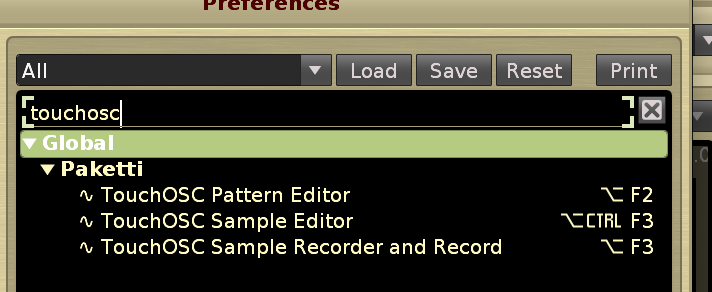 Preferences
All Load Save Reset Print
touchosc
Global
Paketti
∿ TouchOSC Pattern Editor ⌥ F2
∿ TouchOSC Sample Editor ⌥CTRL F3
∿ TouchOSC Sample Recorder and Record ⌥ F3